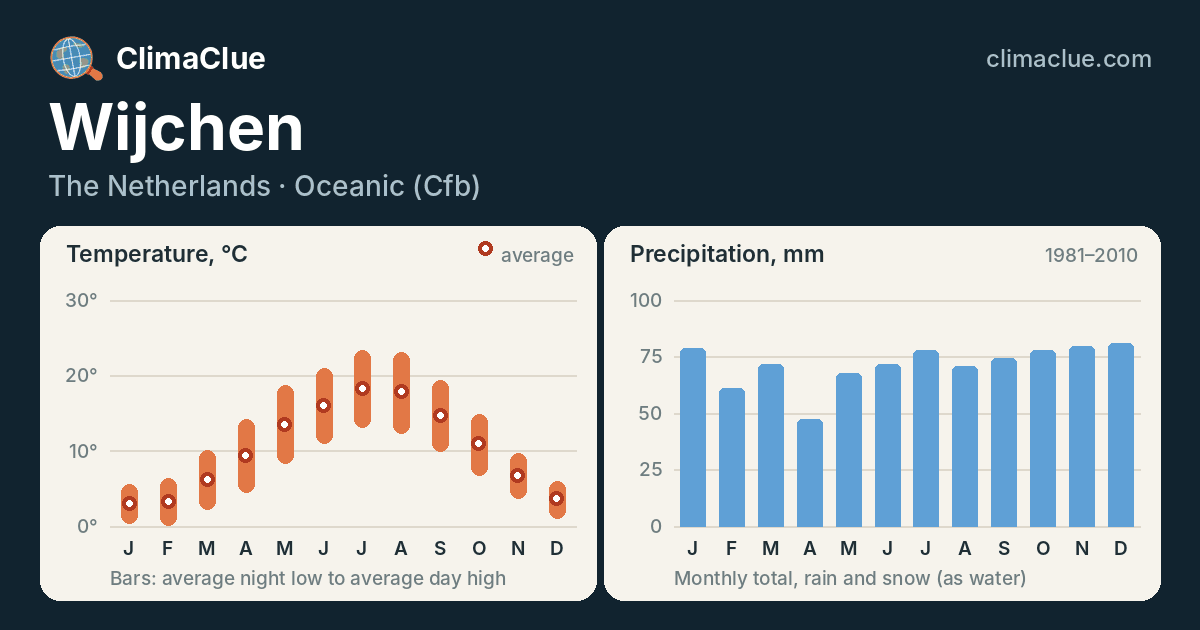 ClimaClue
climaclue.com
Wijchen
The Netherlands · Oceanic (Cfb)
Temperature, °C
average
30°
20°
10°
0°
J F M A M J J A S O N D
Bars: average night low to average day high
Precipitation, mm
1981–2010
100
75
50
25
0
J F M A M J J A S O N D
Monthly total, rain and snow (as water)